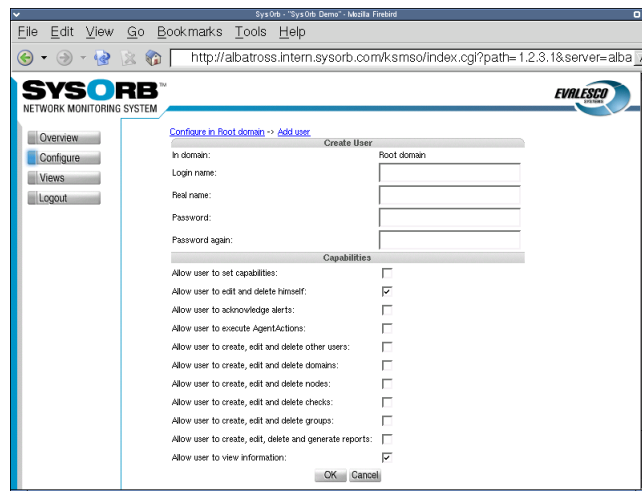 SysOrb - "SysOrb Demo" - Mozilla Firebird
File Edit View Go Bookmarks Tools Help
http://albatross.intern.sysorb.com/ksmso/index.cgi?path=1.2.3.1&server=alba
SYSORB™
NETWORK MONITORING SYSTEM
EVALESCO
SYSTEMS
Overview
Configure
Views
Logout
Configure in Root domain -> Add user
Create User
In domain: Root domain
Login name:
Real name:
Password:
Password again:
Capabilities
Allow user to set capabilities:
Allow user to edit and delete himself:
Allow user to acknowledge alerts:
Allow user to execute AgentActions:
Allow user to create, edit and delete other users:
Allow user to create, edit and delete domains:
Allow user to create, edit and delete nodes:
Allow user to create, edit and delete checks:
Allow user to create, edit and delete groups:
Allow user to create, edit, delete and generate reports:
Allow user to view information:
OK Cancel